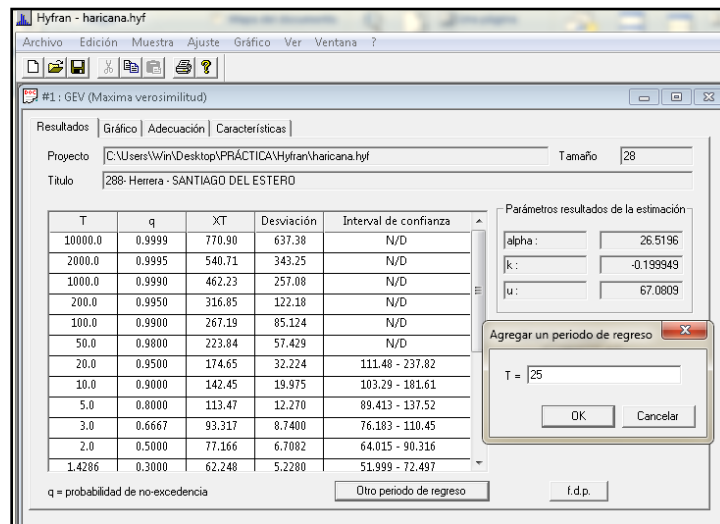 Hyfran - haricana.hyf
Archivo Edición Muestra Ajuste Gráfico Ver Ventana ?
#1 : GEV (Maxima verosimilitud)
Resultados Gráfico Adecuación Características
Proyecto C:\Users\Win\Desktop\PRÁCTICA\Hyfran\haricana.hyf Tamaño 28
Titulo 288- Herrera - SANTIAGO DEL ESTERO
T q XT Desviación Interval de confianza
10000.0 0.9999 770.90 637.38 N/D
2000.0 0.9995 540.71 343.25 N/D
1000.0 0.9990 462.23 257.08 N/D
200.0 0.9950 316.85 122.18 N/D
100.0 0.9900 267.19 85.124 N/D
50.0 0.9800 223.84 57.429 N/D
20.0 0.9500 174.65 32.224 111.48 - 237.82
10.0 0.9000 142.45 19.975 103.29 - 181.61
5.0 0.8000 113.47 12.270 89.413 - 137.52
3.0 0.6667 93.317 8.7400 76.183 - 110.45
2.0 0.5000 77.166 6.7082 64.015 - 90.316
1.4286 0.3000 62.248 5.2280 51.999 - 72.497
Parámetros resultados de la estimación
alpha : 26.5196
k : -0.199949
u : 67.0809
Agregar un periodo de regreso
T = 25
OK Cancelar
q = probabilidad de no-excedencia Otro periodo de regreso f.d.p.